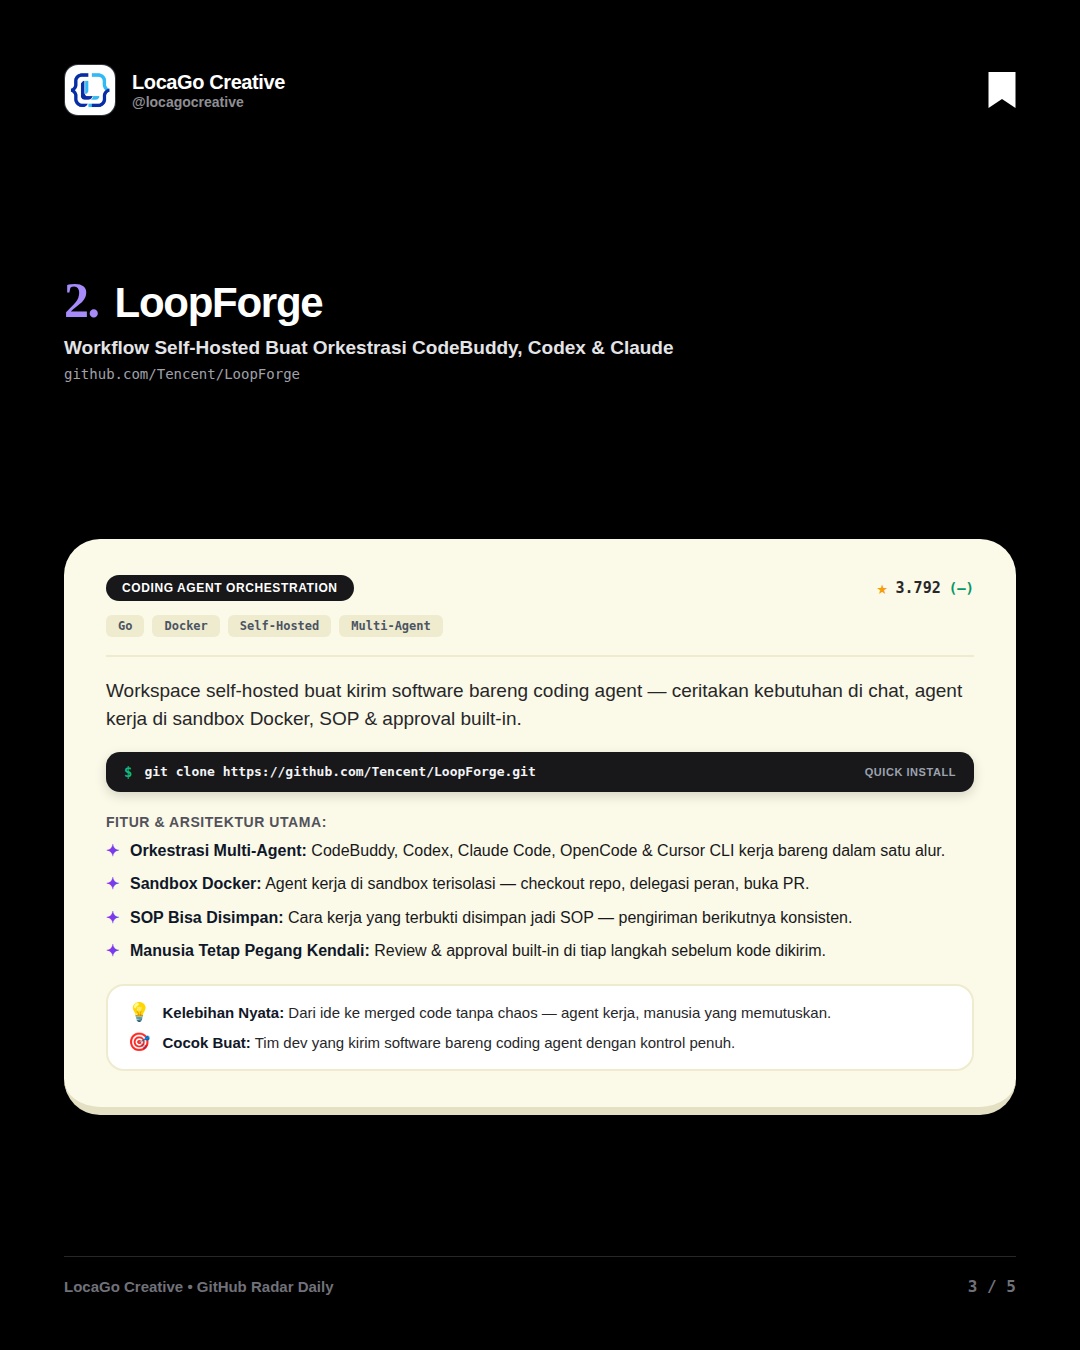 LocaGo Creative
@locagocreative
2. LoopForge
Workflow Self-Hosted Buat Orkestrasi CodeBuddy, Codex & Claude
github.com/Tencent/LoopForge
CODING AGENT ORCHESTRATION
★ 3.792 (—)
Go Docker Self-Hosted Multi-Agent
Workspace self-hosted buat kirim software bareng coding agent — ceritakan kebutuhan di chat, agent
kerja di sandbox Docker, SOP & approval built-in.
$ git clone https://github.com/Tencent/LoopForge.git QUICK INSTALL
FITUR & ARSITEKTUR UTAMA:
✦ Orkestrasi Multi-Agent: CodeBuddy, Codex, Claude Code, OpenCode & Cursor CLI kerja bareng dalam satu alur.
✦ Sandbox Docker: Agent kerja di sandbox terisolasi — checkout repo, delegasi peran, buka PR.
✦ SOP Bisa Disimpan: Cara kerja yang terbukti disimpan jadi SOP — pengiriman berikutnya konsisten.
✦ Manusia Tetap Pegang Kendali: Review & approval built-in di tiap langkah sebelum kode dikirim.
💡 Kelebihan Nyata: Dari ide ke merged code tanpa chaos — agent kerja, manusia yang memutuskan.
🎯 Cocok Buat: Tim dev yang kirim software bareng coding agent dengan kontrol penuh.
LocaGo Creative • GitHub Radar Daily
3 / 5